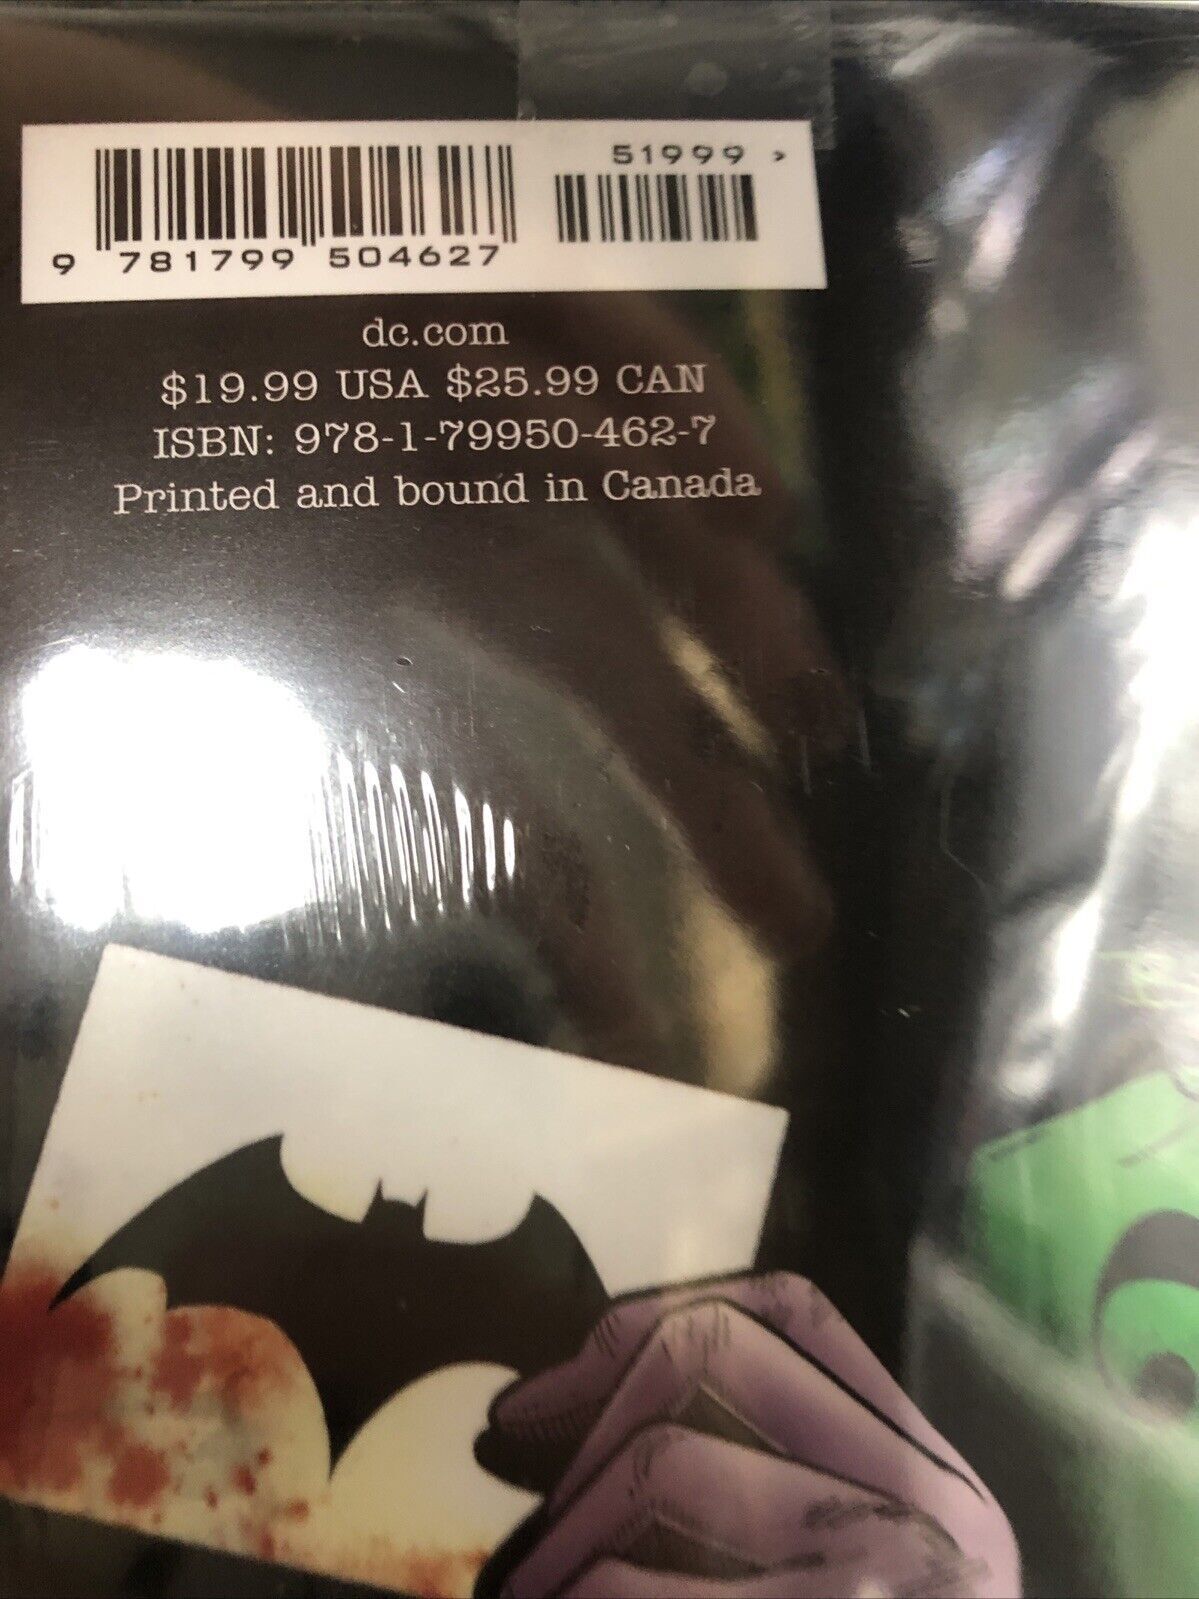 51999 >
9 781799 504627
dc.com
$19.99 USA $25.99 CAN
ISBN: 978-1-79950-462-7
Printed and bound in Canada